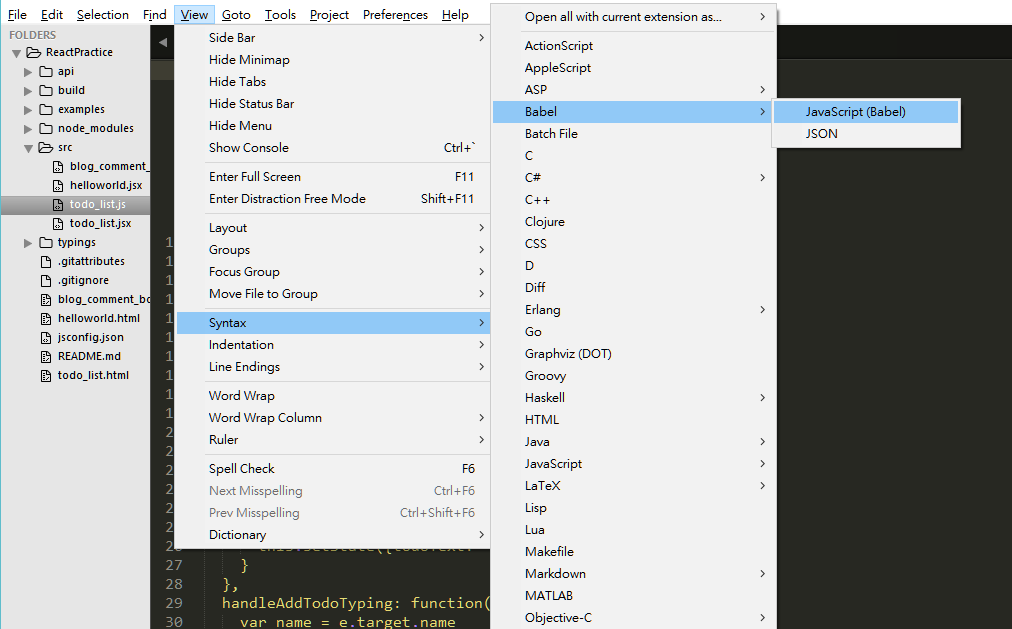 File Edit Selection Find View Goto Tools Project Preferences Help
FOLDERS
ReactPractice
api
build
examples
node_modules
src
blog_comment_
helloworld.jsx
todo_list.js
todo_list.jsx
typings
.gitattributes
.gitignore
blog_comment_bo
helloworld.html
jsconfig.json
README.md
todo_list.html
Side Bar
Hide Minimap
Hide Tabs
Hide Status Bar
Hide Menu
Show Console Ctrl+`
Enter Full Screen F11
Enter Distraction Free Mode Shift+F11
Layout
Groups
Focus Group
Move File to Group
Syntax
Indentation
Line Endings
Word Wrap
Word Wrap Column
Ruler
Spell Check F6
Next Misspelling Ctrl+F6
Prev Misspelling Ctrl+Shift+F6
Dictionary
Open all with current extension as...
ActionScript
AppleScript
ASP
Babel
Batch File
C
C#
C++
Clojure
CSS
D
Diff
Erlang
Go
Graphviz (DOT)
Groovy
Haskell
HTML
Java
JavaScript
LaTeX
Lisp
Lua
Makefile
Markdown
MATLAB
Objective-C
JavaScript (Babel)
JSON
27 }
28 },
29 handleAddTodoTyping: function(
30 var name = e.target.name